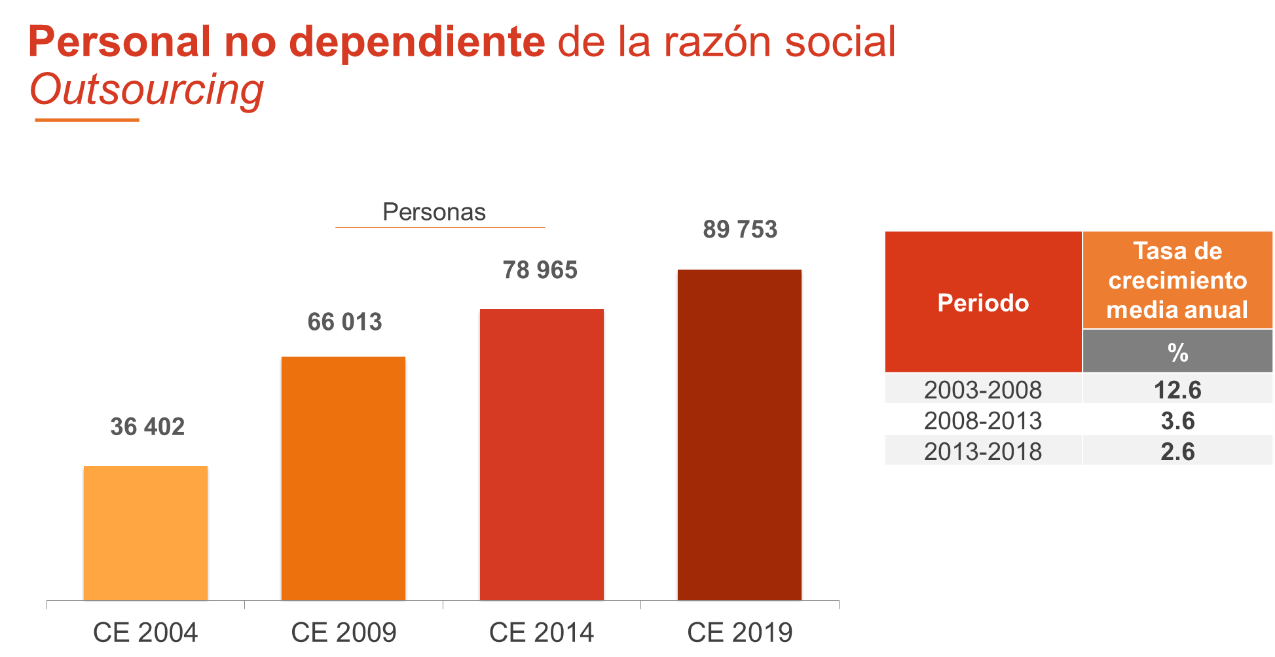 Personal no dependiente de la razón social
Outsourcing
Personas
36 402
66 013
78 965
89 753
CE 2004
CE 2009
CE 2014
CE 2019
Periodo
Tasa de
crecimiento
media anual
%
2003-2008 12.6
2008-2013 3.6
2013-2018 2.6